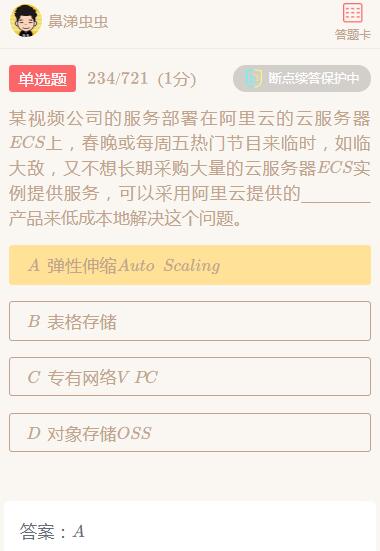 鼻涕虫虫
答题卡
单选题 234/721 (1分) 断点续答保护中
某视频公司的服务部署在阿里云的云服务器
ECS上，春晚或每周五热门节目来临时，如临
大敌，又不想长期采购大量的云服务器ECS实
例提供服务，可以采用阿里云提供的________
产品来低成本地解决这个问题。
A 弹性伸缩Auto Scaling
B 表格存储
C 专有网络V PC
D 对象存储OSS
答案：A